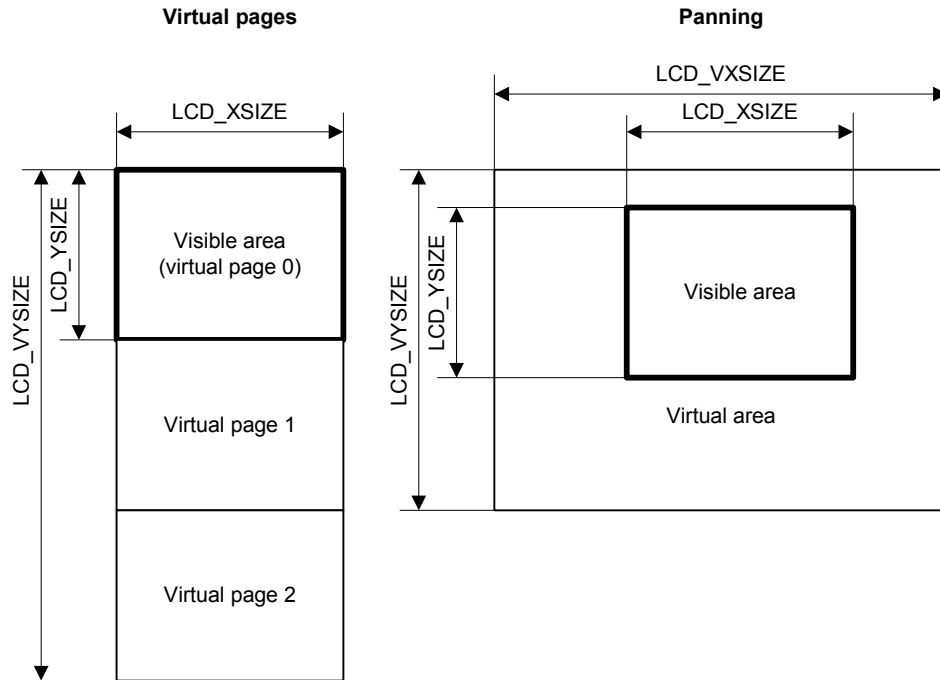 Virtual pages
LCD_XSIZE
LCD_VYSIZE
LCD_YSIZE
Visible area
(virtual page 0)
Virtual page 1
Virtual page 2
Panning
LCD_VXSIZE
LCD_XSIZE
LCD_VYSIZE
LCD_YSIZE
Visible area
Virtual area